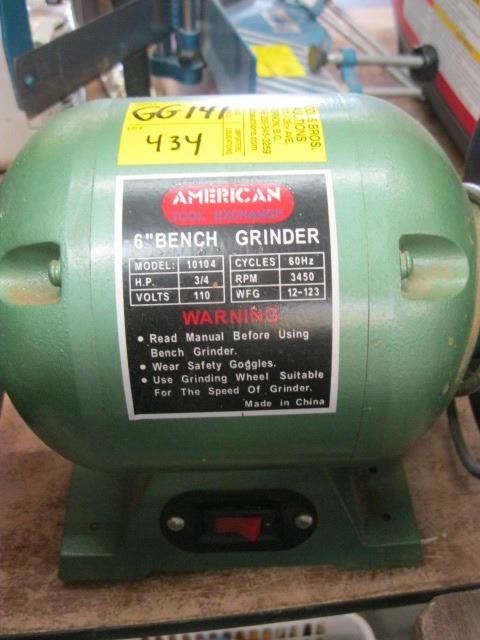 GG141
434
S BROS.
AVE.
AMERICAN
TOOL EXCHANGE
6" BENCH GRINDER
MODEL: 10104 CYCLES 60Hz
H.P. 3/4 RPM 3450
VOLTS 110 WFG 12-123
WARNING
• Read Manual Before Using
Bench Grinder.
• Wear Safety Goggles.
• Use Grinding Wheel Suitable
For The Speed Of Grinder.
Made in China